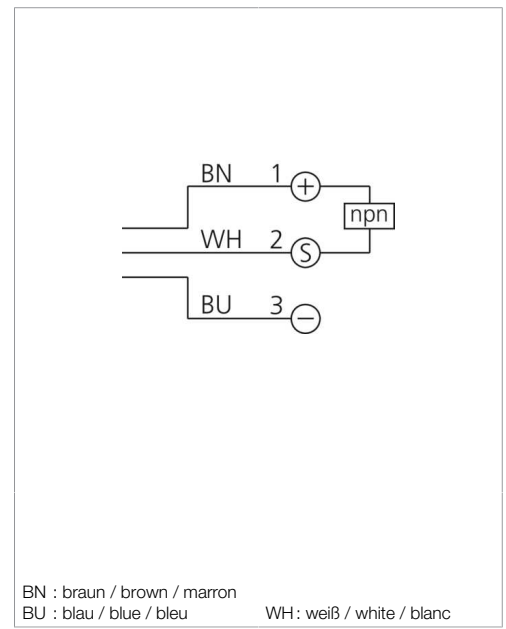 BN 1 +
npn
WH 2 S
BU 3 −
BN : braun / brown / marron
BU : blau / blue / bleu WH : weiß / white / blanc